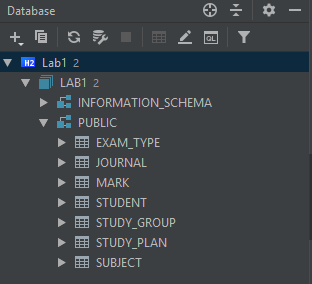 Database
QL
H2 Lab1 2
LAB1 2
INFORMATION_SCHEMA
PUBLIC
EXAM_TYPE
JOURNAL
MARK
STUDENT
STUDY_GROUP
STUDY_PLAN
SUBJECT